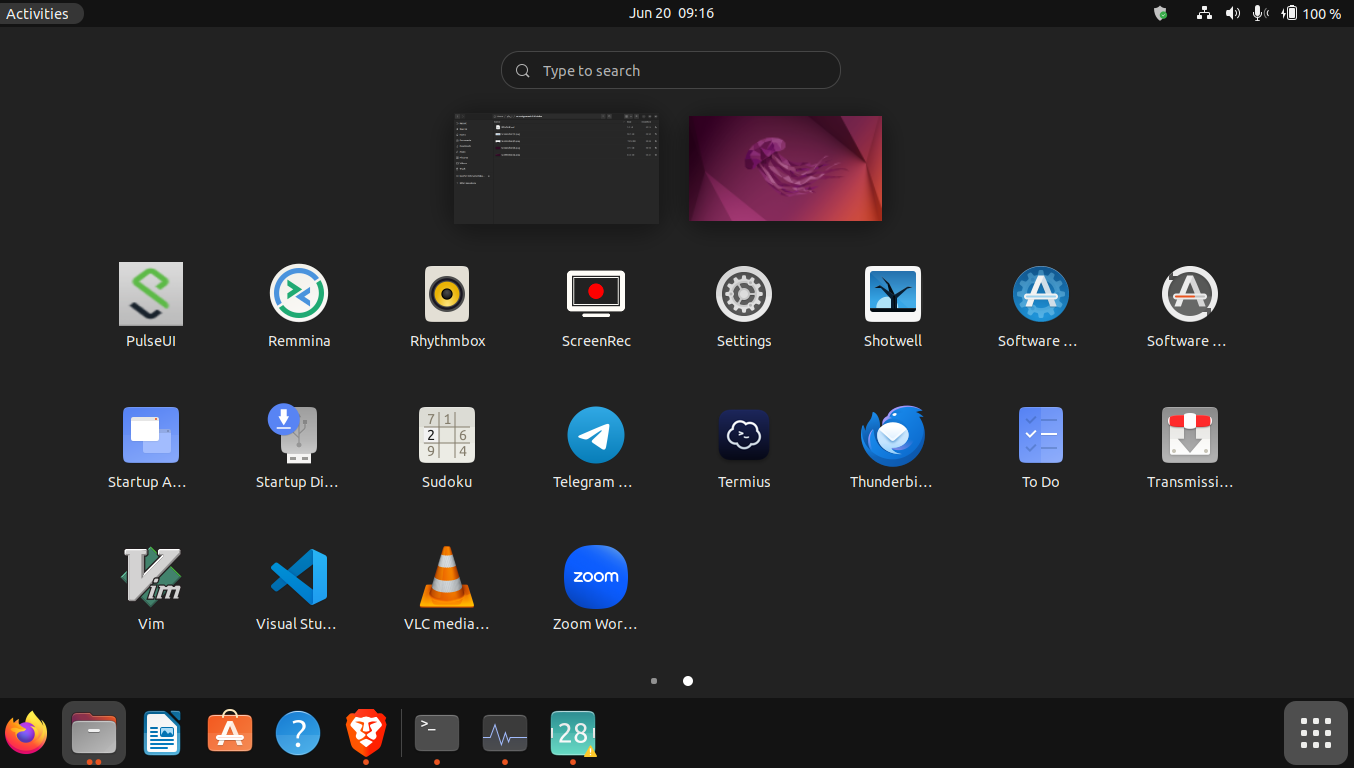 Activities
Jun 20 09:16
100 %
Type to search
PulseUI
Remmina
Rhythmbox
ScreenRec
Settings
Shotwell
Software ...
Software ...
7 1
2 6
9 4
>_
Startup A...
Startup Di...
Sudoku
Telegram ...
Termius
Thunderbi...
To Do
Transmissi...
Vim
zoom
Vim
Visual Stu...
VLC media...
Zoom Wor...
A
?
>_
28